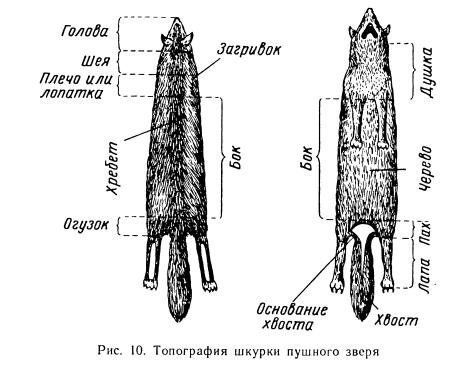 Голова
Шея
Плечо или
лопатка
Хребет
Огузок
Загривок
Бок
Бок
Душка
Черево
Пах
Лапа
Основание
хвоста
Хвост
Рис. 10. Топография шкурки пушного зверя